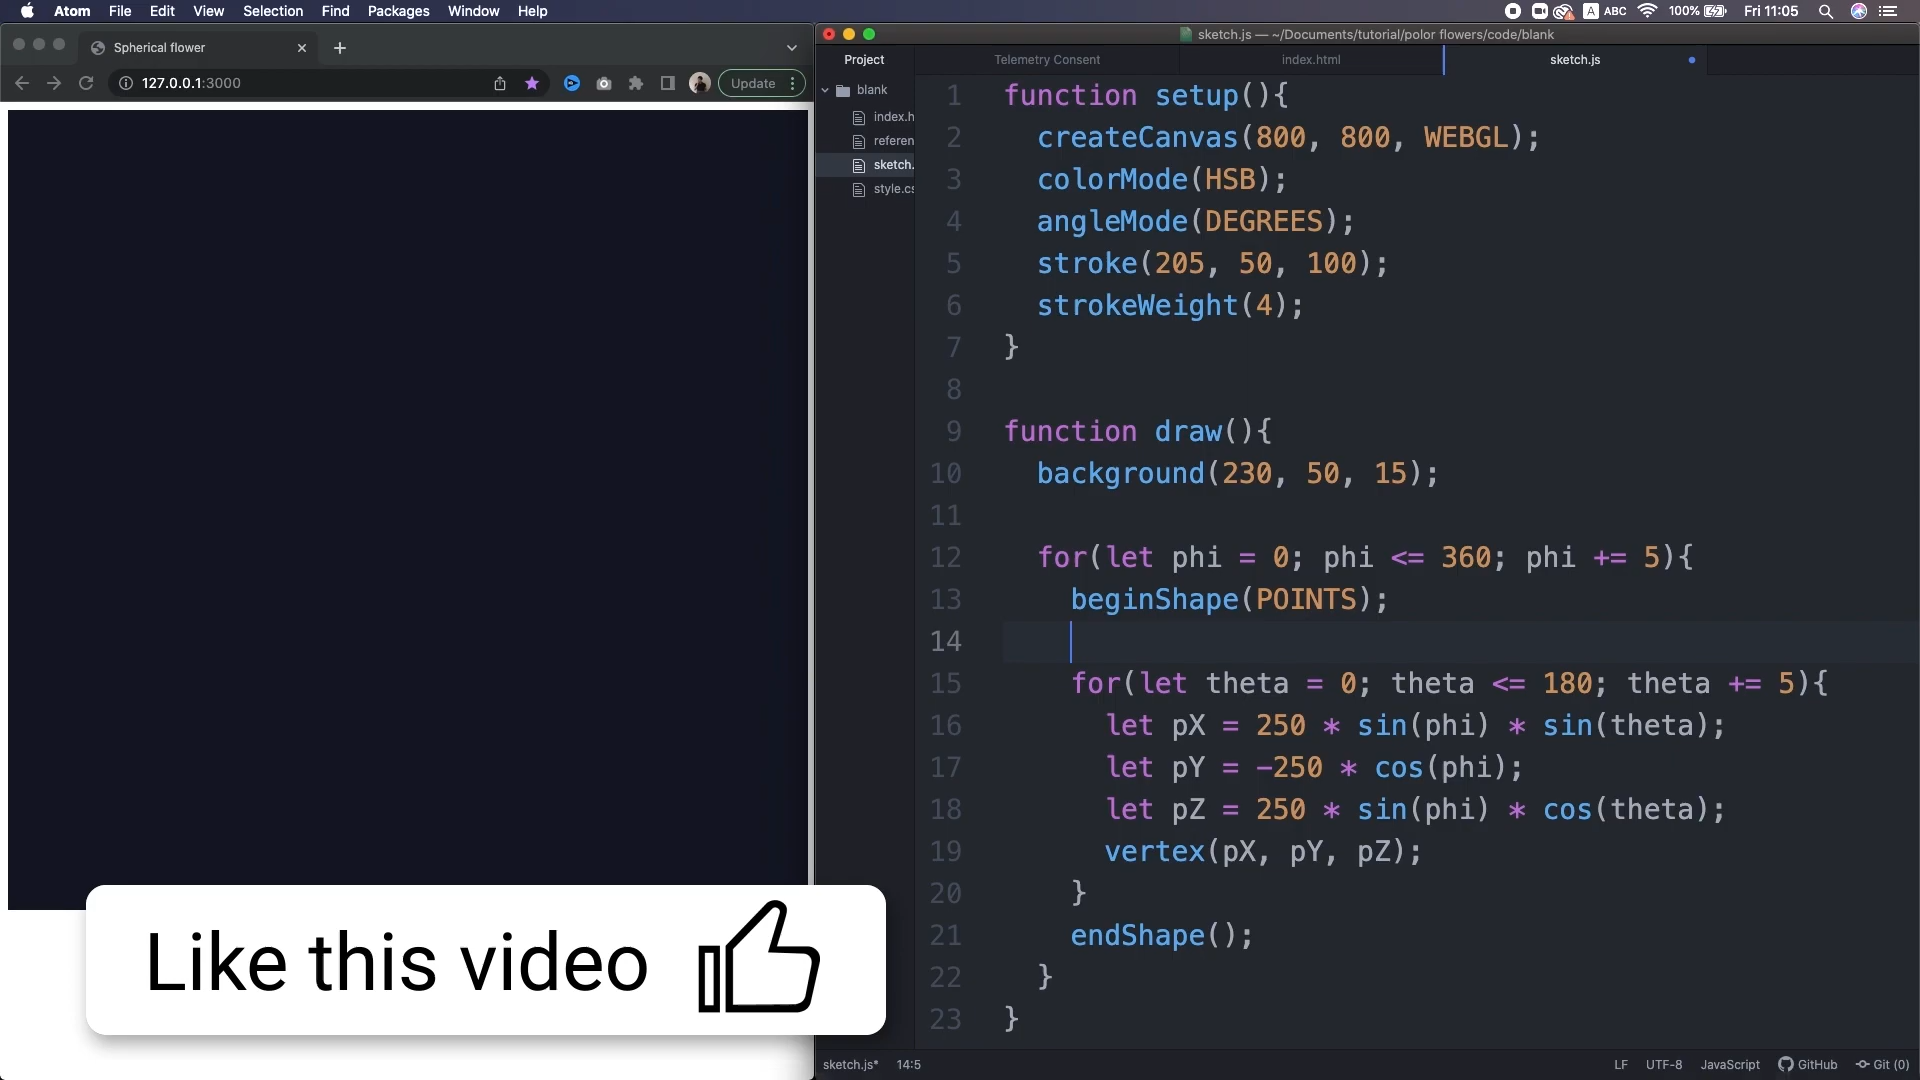 Atom File Edit View Selection Find Packages Window Help
A ABC 100% Fri 11:05
Spherical flower
127.0.0.1:3000
Update
Like this video
sketch.js — ~/Documents/tutorial/polor flowers/code/blank
Project
Telemetry Consent index.html sketch.js
blank
index.h
referen
sketch.
style.cs
1 function setup(){
2 createCanvas(800, 800, WEBGL);
3 colorMode(HSB);
4 angleMode(DEGREES);
5 stroke(205, 50, 100);
6 strokeWeight(4);
7 }
8
9 function draw(){
10 background(230, 50, 15);
11
12 for(let phi = 0; phi <= 360; phi += 5){
13 beginShape(POINTS);
14
15 for(let theta = 0; theta <= 180; theta += 5){
16 let pX = 250 * sin(phi) * sin(theta);
17 let pY = -250 * cos(phi);
18 let pZ = 250 * sin(phi) * cos(theta);
19 vertex(pX, pY, pZ);
20 }
21 endShape();
22 }
23 }
sketch.js* 14:5 LF UTF-8 JavaScript GitHub Git (0)